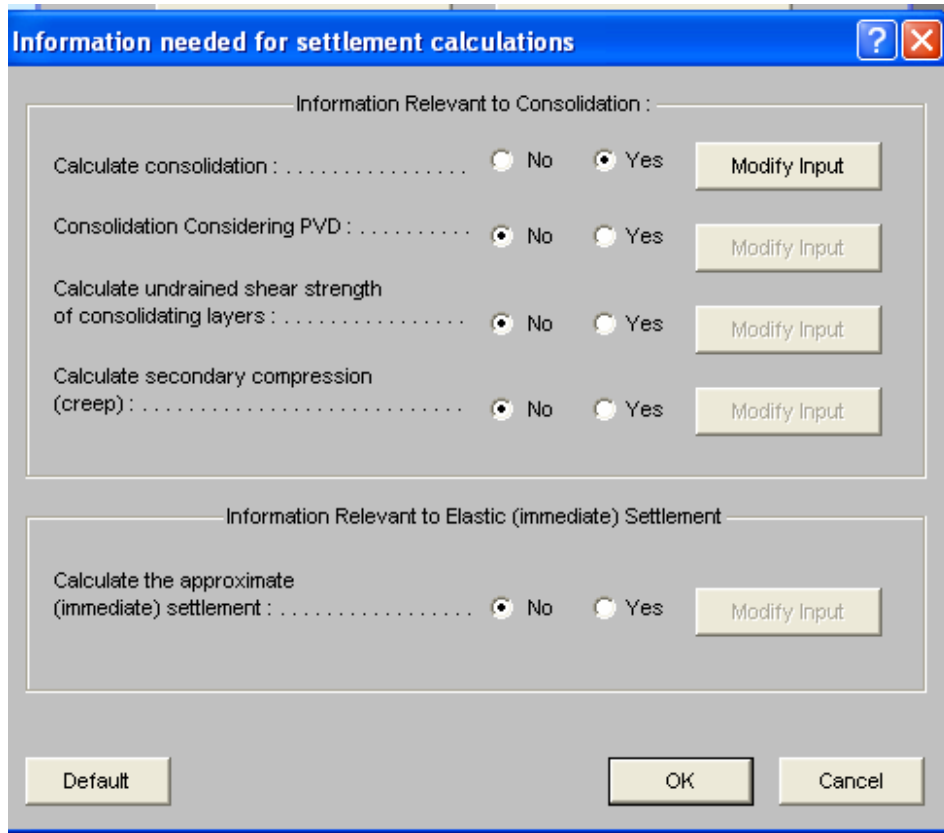 Information needed for settlement calculations
Information Relevant to Consolidation :
Calculate consolidation : . . . . . . . . . . . . . . . . No Yes Modify Input
Consolidation Considering PVD : . . . . . . . . . . No Yes Modify Input
Calculate undrained shear strength
of consolidating layers : . . . . . . . . . . . . . . . . No Yes Modify Input
Calculate secondary compression
(creep) : . . . . . . . . . . . . . . . . . . . . . . . . . . . . No Yes Modify Input
Information Relevant to Elastic (immediate) Settlement
Calculate the approximate
(immediate) settlement : . . . . . . . . . . . . . . . . . No Yes Modify Input
Default OK Cancel